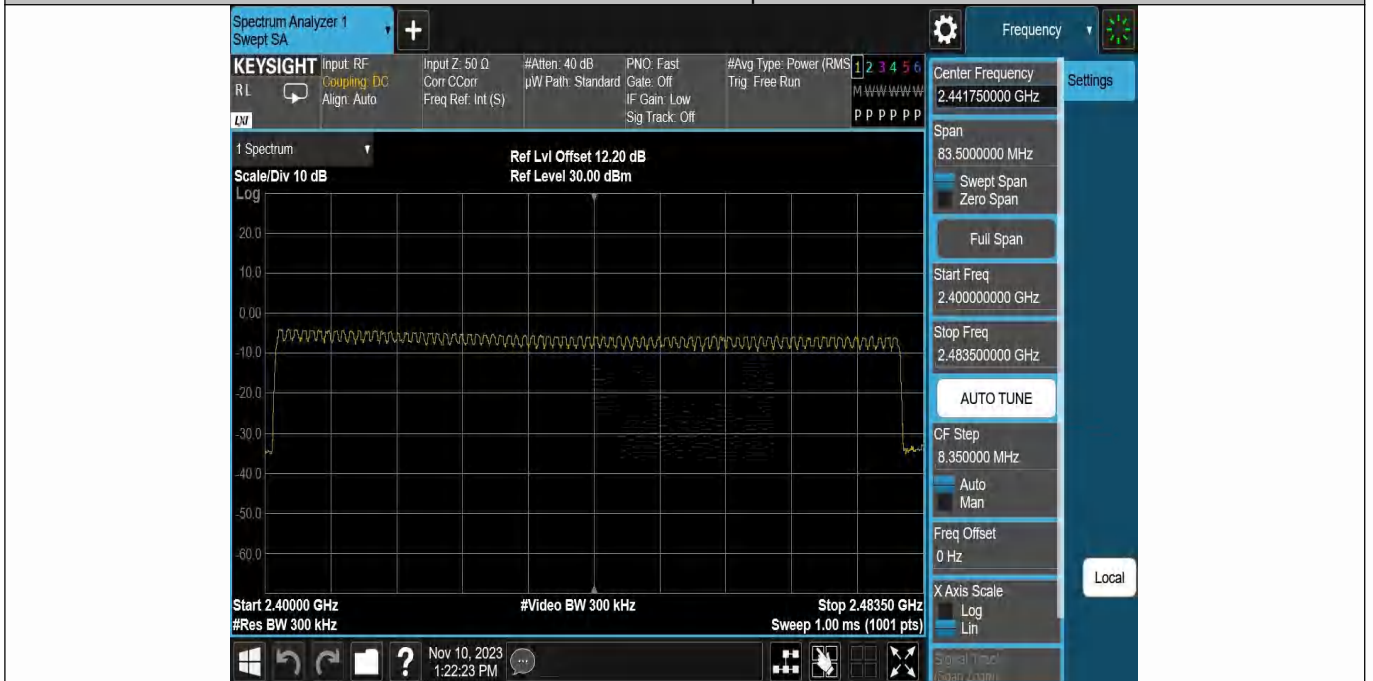 Spectrum Analyzer 1
Swept SA
+
Frequency
KEYSIGHT
RL
LXI
Input: RF
Coupling: DC
Align: Auto
Input Z: 50 Ω
Corr CCorr
Freq Ref: Int (S)
#Atten: 40 dB
µW Path: Standard
PNO: Fast
Gate: Off
IF Gain: Low
Sig Track: Off
#Avg Type: Power (RMS
Trig: Free Run
1 2 3 4 5 6
M W W W W W
P P P P P P
1 Spectrum
Scale/Div 10 dB
Ref Lvl Offset 12.20 dB
Ref Level 30.00 dBm
Log
20.0
10.0
0.00
-10.0
-20.0
-30.0
-40.0
-50.0
-60.0
Start 2.40000 GHz
#Res BW 300 kHz
#Video BW 300 kHz
Stop 2.48350 GHz
Sweep 1.00 ms (1001 pts)
Center Frequency
2.441750000 GHz
Settings
Span
83.5000000 MHz
Swept Span
Zero Span
Full Span
Start Freq
2.400000000 GHz
Stop Freq
2.483500000 GHz
AUTO TUNE
CF Step
8.350000 MHz
Auto
Man
Freq Offset
0 Hz
X Axis Scale
Log
Lin
Signal Track
(Span Zoom)
Local
?
Nov 10, 2023
1:22:23 PM